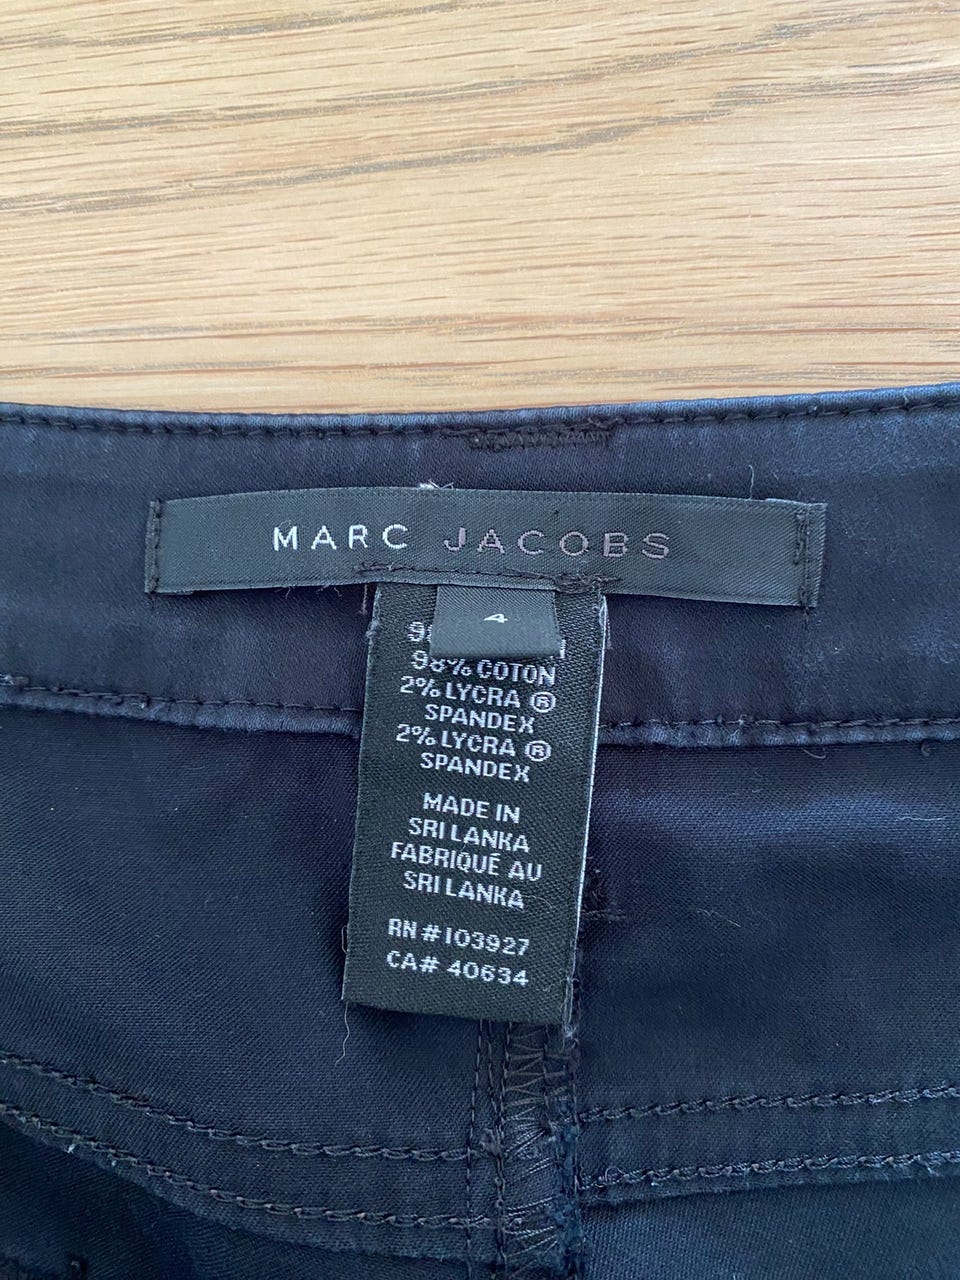 MARC JACOBS
4
98% COTON
2% LYCRA ®
SPANDEX
2% LYCRA ®
SPANDEX
MADE IN
SRI LANKA
FABRIQUÉ AU
SRI LANKA
RN # 103927
CA# 40634